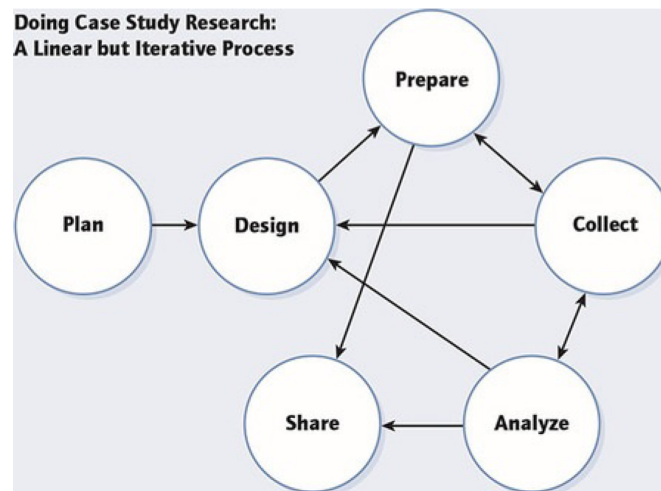 Doing Case Study Research:
A Linear but Iterative Process
Prepare
Plan
Design
Collect
Share
Analyze